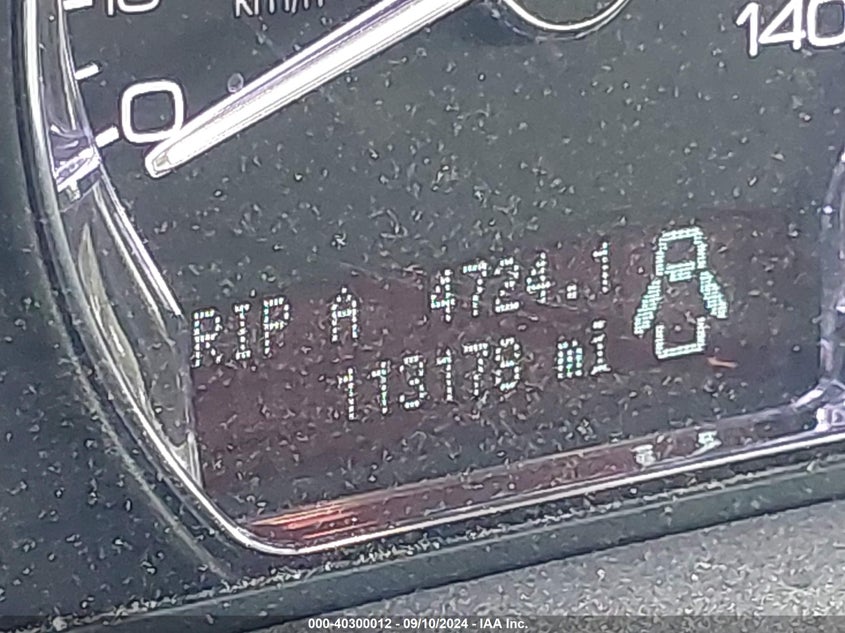 0
140
RIP A 4724.1
113178 mi
000-40300012 - 09/10/2024 - IAA Inc.